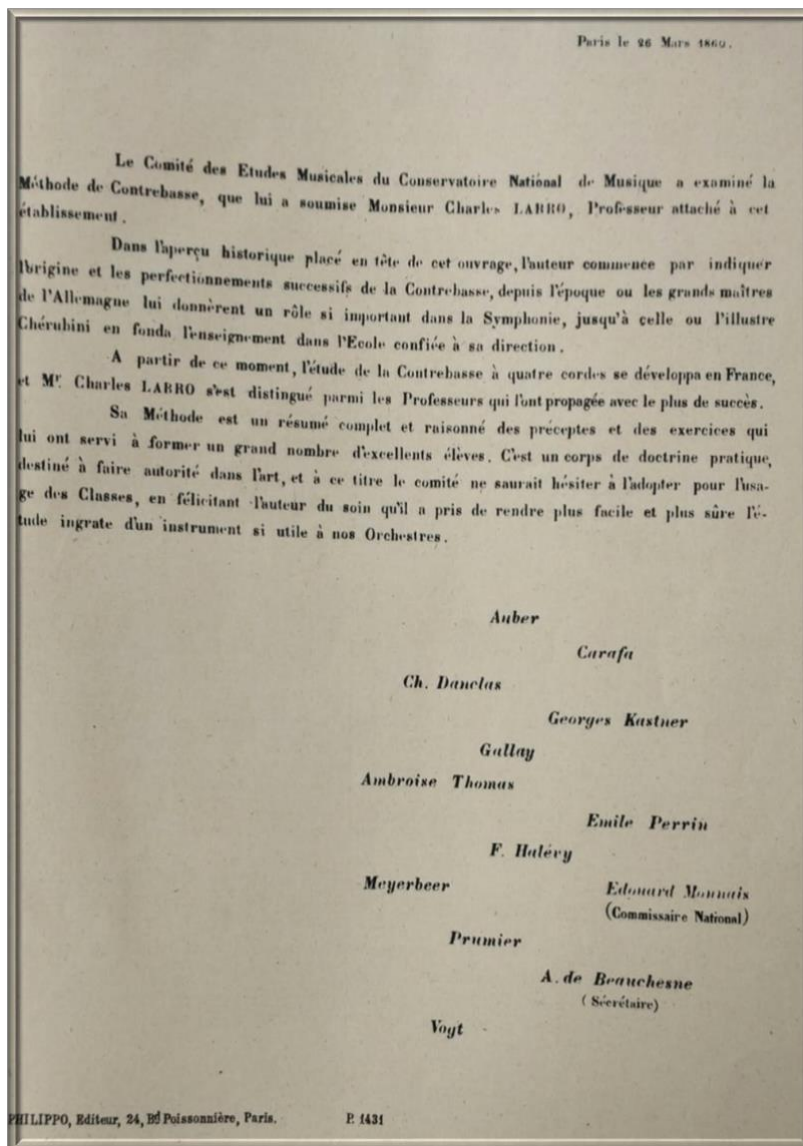 Paris le 26 Mars 1860.
Le Comité des Etudes Musicales du Conservatoire National de Musique a examiné la
Méthode de Contrebasse, que lui a soumise Monsieur Charles LABRO, Professeur attaché à cet
établissement.
Dans l'aperçu historique placé en tête de cet ouvrage, l'auteur commence par indiquer
l'origine et les perfectionnements successifs de la Contrebasse, depuis l'époque ou les grands maîtres
de l'Allemagne lui donnèrent un rôle si important dans la Symphonie, jusqu'à celle ou l'illustre
Chérubini en fonda l'enseignement dans l'Ecole confiée à sa direction.
A partir de ce moment, l'étude de la Contrebasse à quatre cordes se développa en France,
et Mr. Charles LABRO s'est distingué parmi les Professeurs qui l'ont propagée avec le plus de succès.
Sa Méthode est un résumé complet et raisonné des préceptes et des exercices qui
lui ont servi à former un grand nombre d'excellents élèves. C'est un corps de doctrine pratique,
destiné à faire autorité dans l'art, et à ce titre le comité ne saurait hésiter à l'adopter pour l'usa-
ge des Classes, en félicitant l'auteur du soin qu'il a pris de rendre plus facile et plus sûre l'é-
tude ingrate d'un instrument si utile à nos Orchestres.
Auber
Carafa
Ch. Danclas
Georges Kastner
Gallay
Ambroise Thomas
Emile Perrin
F. Haléry
Meyerbeer
Edouard Monnais
(Commissaire National)
Prumier
A. de Beauchesne
(Sécrétaire)
Vogt
PHILIPPO, Editeur, 24, Bd Poissonnière, Paris. P. 1431